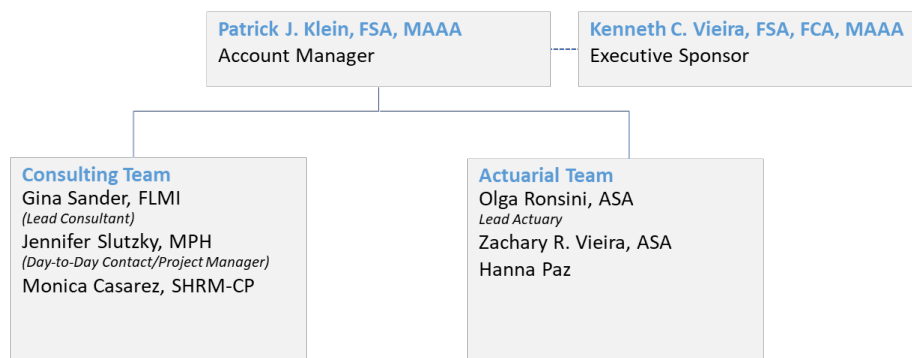 Patrick J. Klein, FSA, MAAA
Account Manager
Kenneth C. Vieira, FSA, FCA, MAAA
Executive Sponsor
Consulting Team
Gina Sander, FLMI
(Lead Consultant)
Jennifer Slutzky, MPH
(Day-to-Day Contact/Project Manager)
Monica Casarez, SHRM-CP
Actuarial Team
Olga Ronsini, ASA
Lead Actuary
Zachary R. Vieira, ASA
Hanna Paz